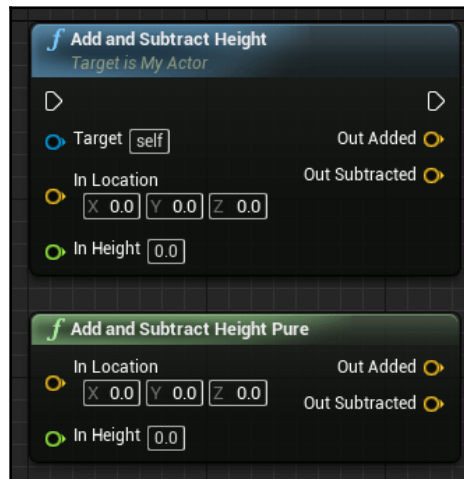 f Add and Subtract Height
Target is My Actor
Target self Out Added
In Location Out Subtracted
X 0.0 Y 0.0 Z 0.0
In Height 0.0
f Add and Subtract Height Pure
In Location Out Added
X 0.0 Y 0.0 Z 0.0 Out Subtracted
In Height 0.0